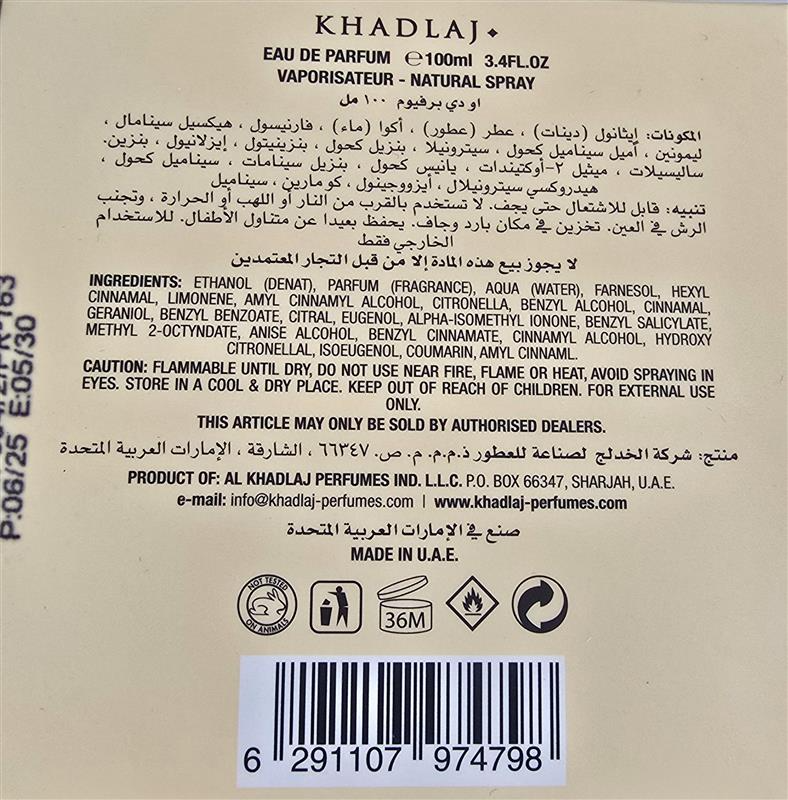 KHADLAJ
EAU DE PARFUM ℮100ml 3.4FL.OZ
VAPORISATEUR - NATURAL SPRAY
او دي برفيوم ١٠٠ مل
المكونات: إيثانول (دينات) ، عطر (عطور) ، أكوا (ماء) ، فارنيسول ، هيكسيل سينامال ،
ليمونين ، أميل سيناميل كحول ، سيترونيلا ، بنزيل كحول ، بنزينيتول ، إيزلانيول ، بنزين.
ساليسيلات ، ميثيل ٢-أوكتيندات ، يانيس كحول ، بنزيل سينامات ، سيناميل كحول ،
هيدروكسي سيترونيلال ، أيزووجينول ، كومارين ، سيناميل
تنبيه: قابل للاشتعال حتى يجف. لا تستخدم بالقرب من النار أو اللهب أو الحرارة ، وتجنب
الرش في العين. تخزين في مكان بارد وجاف. يحفظ بعيدا عن متناول الأطفال. للاستخدام
الخارجي فقط
لا يجوز بيع هذه المادة إلا من قبل التجار المعتمدين
INGREDIENTS: ETHANOL (DENAT), PARFUM (FRAGRANCE), AQUA (WATER), FARNESOL, HEXYL
CINNAMAL, LIMONENE, AMYL CINNAMYL ALCOHOL, CITRONELLA, BENZYL ALCOHOL, CINNAMAL,
GERANIOL, BENZYL BENZOATE, CITRAL, EUGENOL, ALPHA-ISOMETHYL IONONE, BENZYL SALICYLATE,
METHYL 2-OCTYNDATE, ANISE ALCOHOL, BENZYL CINNAMATE, CINNAMYL ALCOHOL, HYDROXY
CITRONELLAL, ISOEUGENOL, COUMARIN, AMYL CINNAML.
CAUTION: FLAMMABLE UNTIL DRY, DO NOT USE NEAR FIRE, FLAME OR HEAT, AVOID SPRAYING IN
EYES. STORE IN A COOL & DRY PLACE. KEEP OUT OF REACH OF CHILDREN. FOR EXTERNAL USE
ONLY.
THIS ARTICLE MAY ONLY BE SOLD BY AUTHORISED DEALERS.
منتج: شركة الخدلج لصناعة للعطور ذ.م.م. م. ص. ٦٦٣٤٧ ، الشارقة ، الإمارات العربية المتحدة
PRODUCT OF: AL KHADLAJ PERFUMES IND. L.L.C. P.O. BOX 66347, SHARJAH, U.A.E.
e-mail: info@khadlaj-perfumes.com | www.khadlaj-perfumes.com
صنع في الإمارات العربية المتحدة
MADE IN U.A.E.
NOT TESTED
ON ANIMALS
36M
6 291107 974798
P:06/25 E:05/30